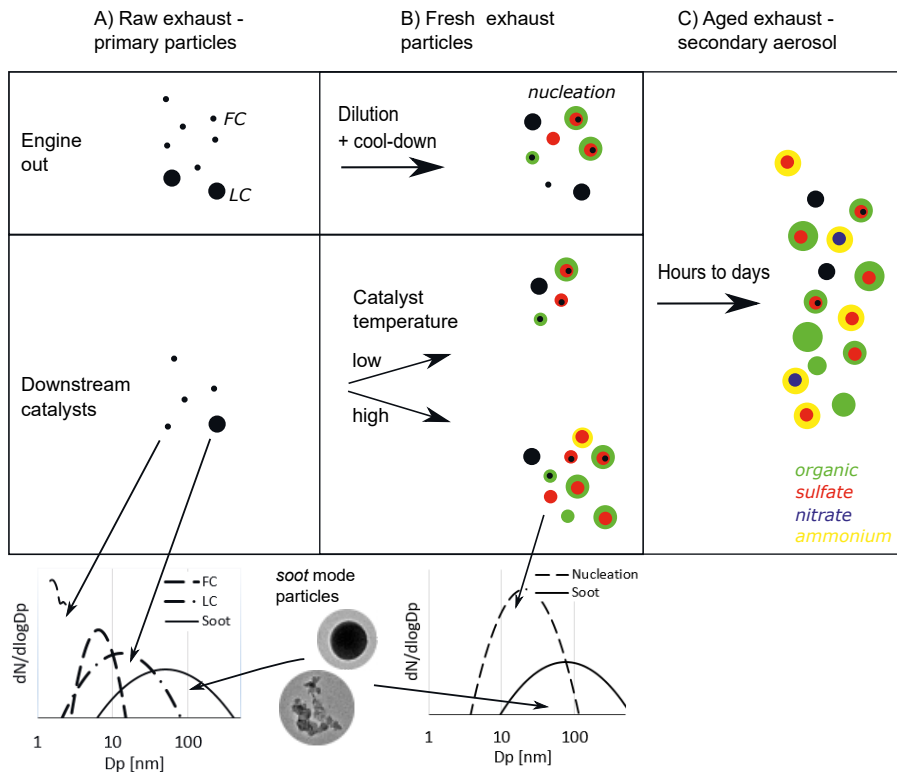 A) Raw exhaust -
primary particles
B) Fresh exhaust
particles
C) Aged exhaust -
secondary aerosol
Engine
out
FC
LC
Dilution
+ cool-down
nucleation
Downstream
catalysts
Catalyst
temperature
low
high
Hours to days
organic
sulfate
nitrate
ammonium
dN/dlogDp
FC
LC
Soot
1
10
100
Dp [nm]
soot mode
particles
dN/dlogDp
Nucleation
Soot
1
10
100
Dp [nm]